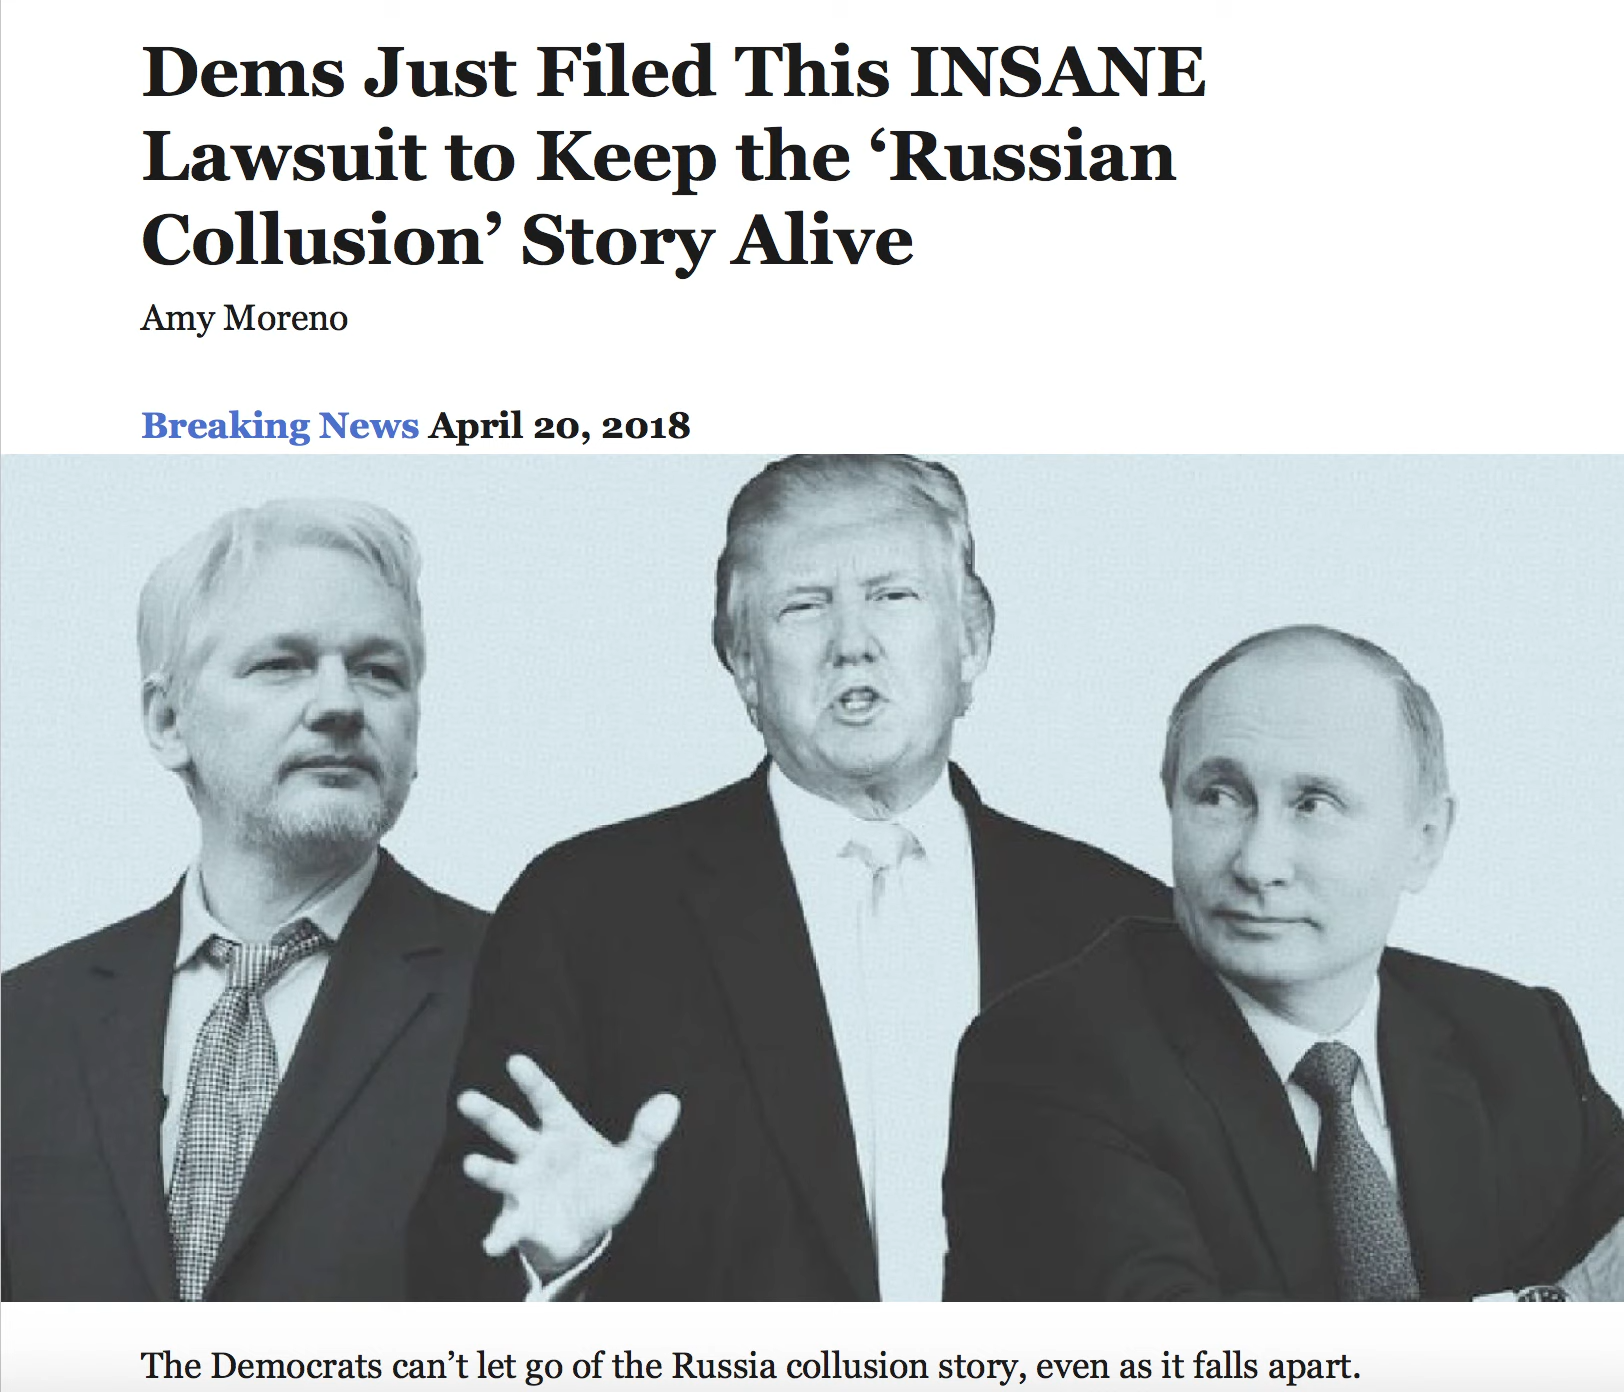 Dems Just Filed This INSANE
Lawsuit to Keep the ‘Russian
Collusion’ Story Alive
Amy Moreno
Breaking News April 20, 2018
The Democrats can’t let go of the Russia collusion story, even as it falls apart.